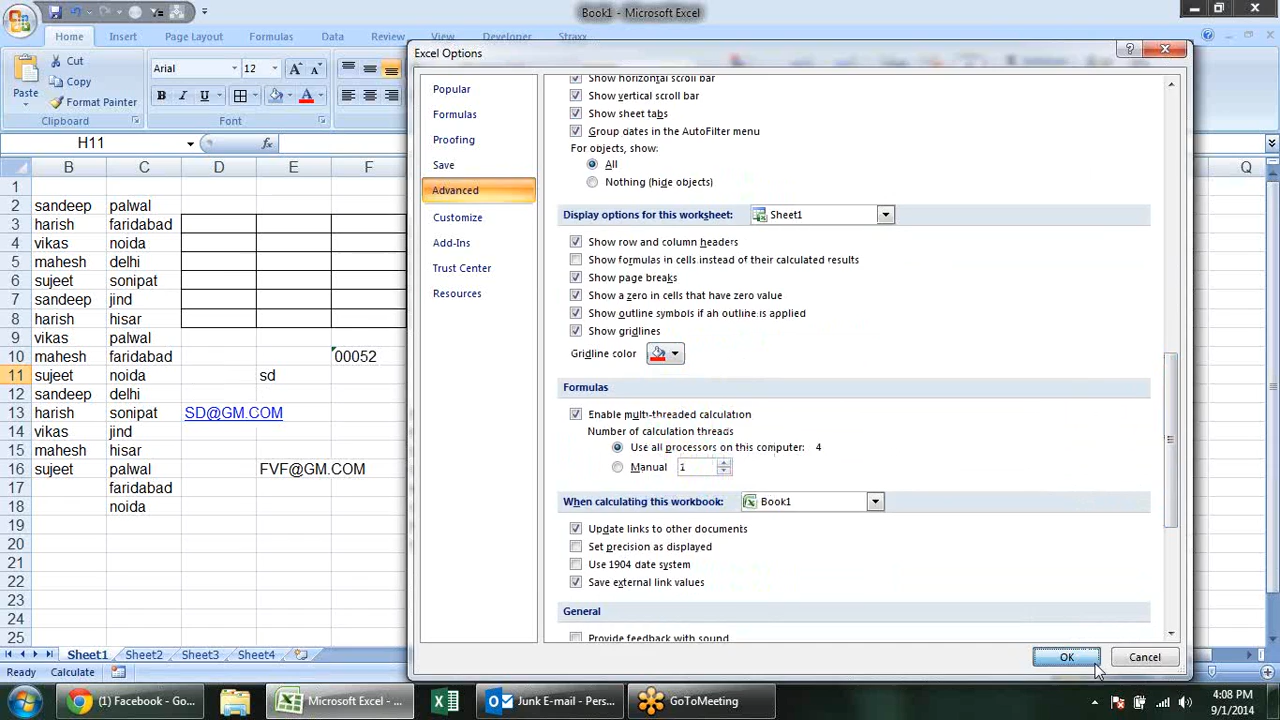 Book1 - Microsoft Excel
Home Insert Page Layout Formulas Data Review View Developer Straxx
Paste
Cut
Copy
Format Painter
Clipboard
Arial 12
B I U
Font
H11 fx
Excel Options
Popular
Formulas
Proofing
Save
Advanced
Customize
Add-Ins
Trust Center
Resources
Show horizontal scroll bar
Show vertical scroll bar
Show sheet tabs
Group dates in the AutoFilter menu
For objects, show:
All
Nothing (hide objects)
Display options for this worksheet: Sheet1
Show row and column headers
Show formulas in cells instead of their calculated results
Show page breaks
Show a zero in cells that have zero value
Show outline symbols if an outline is applied
Show gridlines
Gridline color
Formulas
Enable multi-threaded calculation
Number of calculation threads
Use all processors on this computer: 4
Manual 1
When calculating this workbook: Book1
Update links to other documents
Set precision as displayed
Use 1904 date system
Save external link values
General
Provide feedback with sound
OK Cancel
B C D E F Q
1
2 sandeep palwal
3 harish faridabad
4 vikas noida
5 mahesh delhi
6 sujeet sonipat
7 sandeep jind
8 harish hisar
9 vikas palwal
10 mahesh faridabad 00052
11 sujeet noida sd
12 sandeep delhi
13 harish sonipat SD@GM.COM
14 vikas jind
15 mahesh hisar
16 sujeet palwal FVF@GM.COM
17 faridabad
18 noida
19
20
21
22
23
24
25
Sheet1 Sheet2 Sheet3 Sheet4
Ready Calculate
(1) Facebook - Go...
Microsoft Excel - ...
Junk E-mail - Pers...
GoToMeeting
4:08 PM
9/1/2014